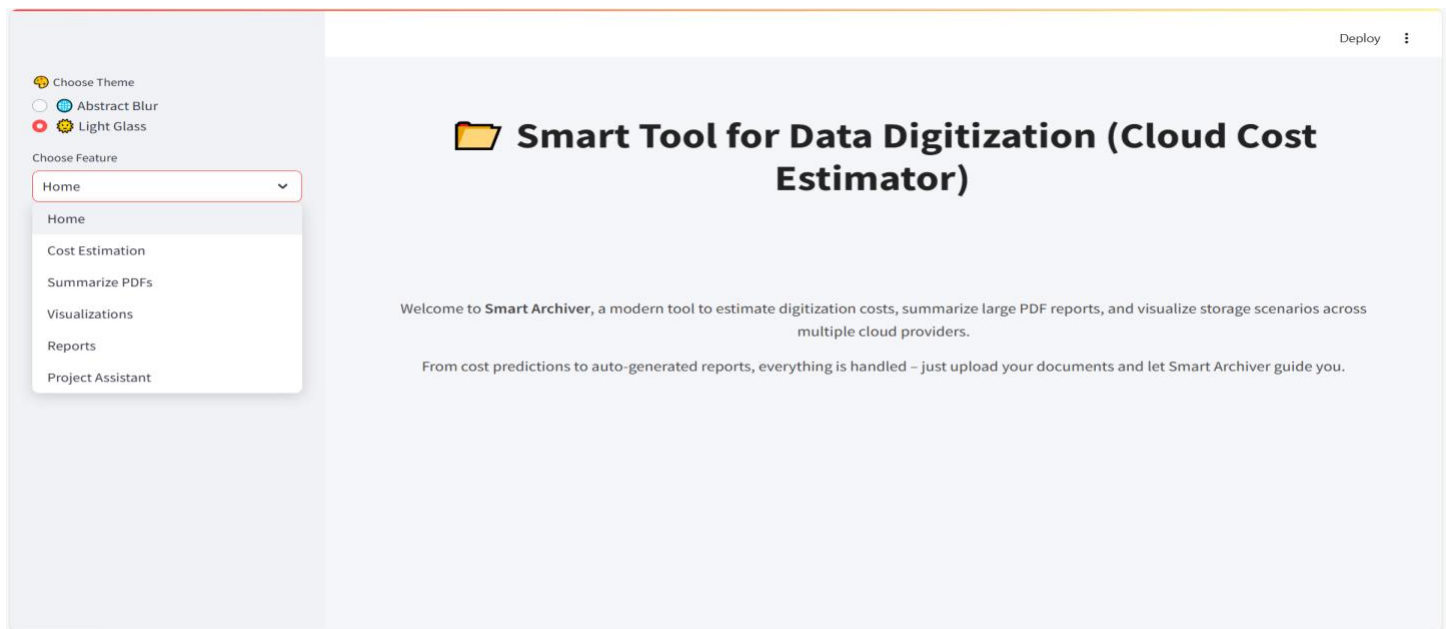 Deploy
Choose Theme
Abstract Blur
Light Glass
Choose Feature
Home
Home
Cost Estimation
Summarize PDFs
Visualizations
Reports
Project Assistant
Smart Tool for Data Digitization (Cloud Cost
Estimator)
Welcome to Smart Archiver, a modern tool to estimate digitization costs, summarize large PDF reports, and visualize storage scenarios across
multiple cloud providers.
From cost predictions to auto-generated reports, everything is handled – just upload your documents and let Smart Archiver guide you.